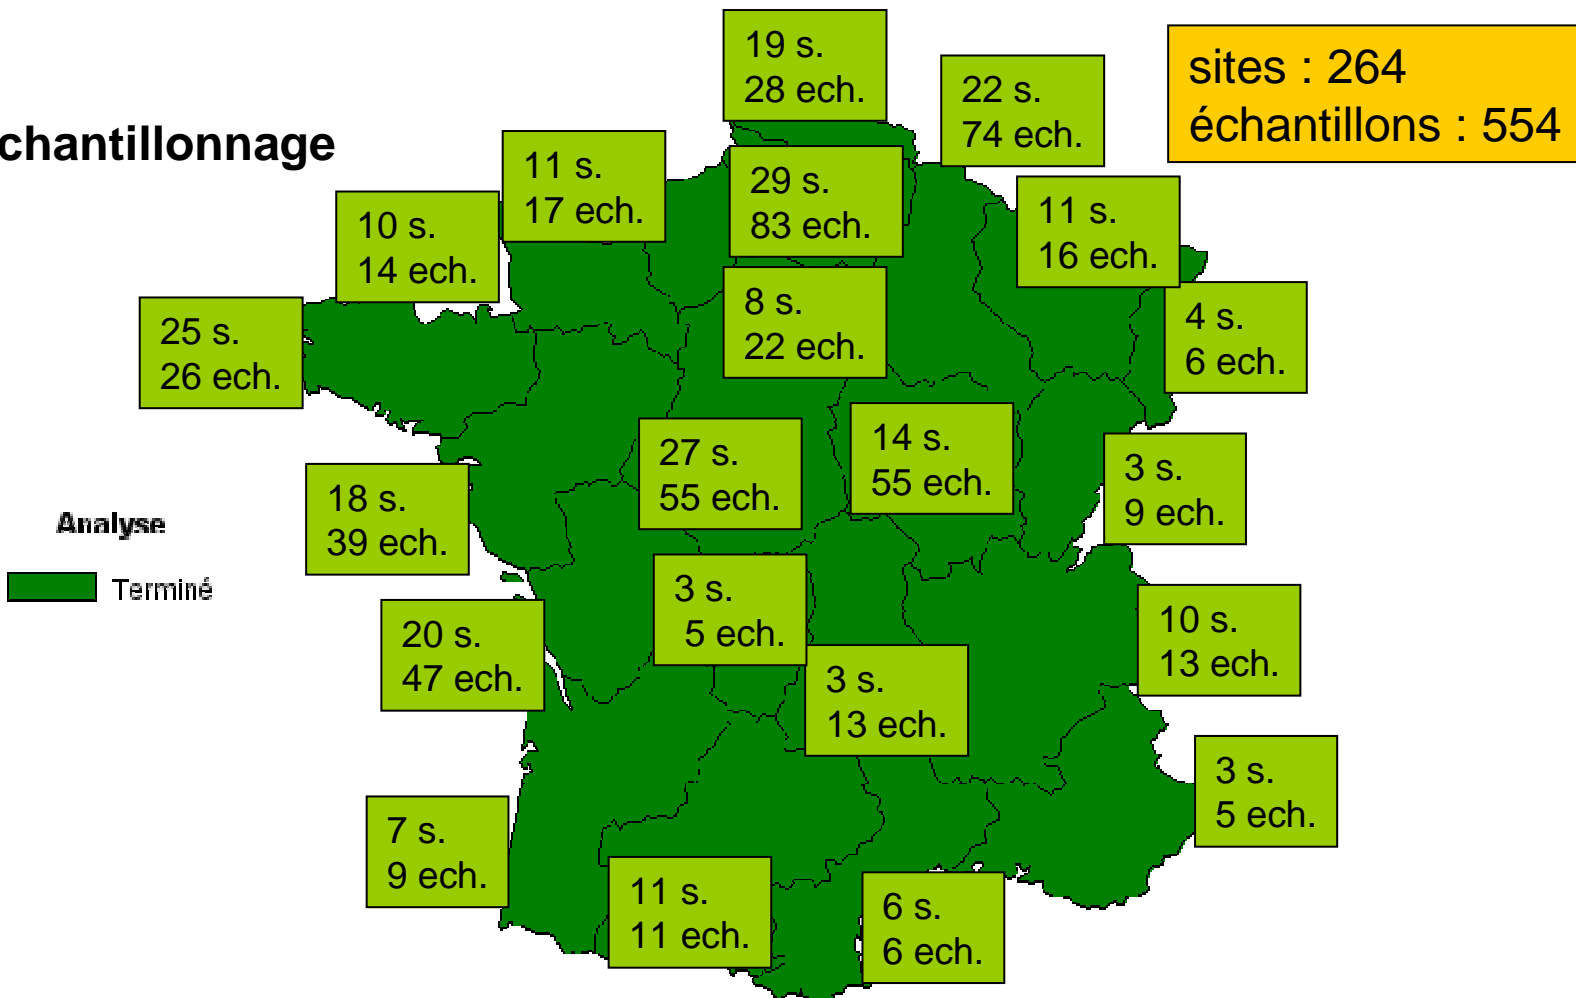 19 s.
28 ech.
22 s.
74 ech.
sites : 264
échantillons : 554
chantillonnage
11 s.
17 ech.
29 s.
83 ech.
11 s.
16 ech.
10 s.
14 ech.
8 s.
22 ech.
4 s.
6 ech.
25 s.
26 ech.
27 s.
55 ech.
14 s.
55 ech.
3 s.
9 ech.
18 s.
39 ech.
Analyse
Terminé
3 s.
5 ech.
10 s.
13 ech.
20 s.
47 ech.
3 s.
13 ech.
3 s.
5 ech.
7 s.
9 ech.
11 s.
11 ech.
6 s.
6 ech.